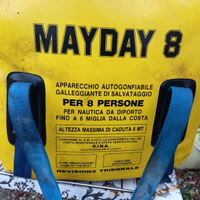 MAYDAY 8
APPARECCHIO AUTOGONFIABILE
GALLEGGIANTE DI SALVATAGGIO
PER 8 PERSONE
PER NAUTICA DA DIPORTO
FINO A 6 MIGLIA DALLA COSTA
ALTEZZA MASSIMA DI CADUTA 6 MT
R.I.N.A.
REVISIONE TRIENNALE